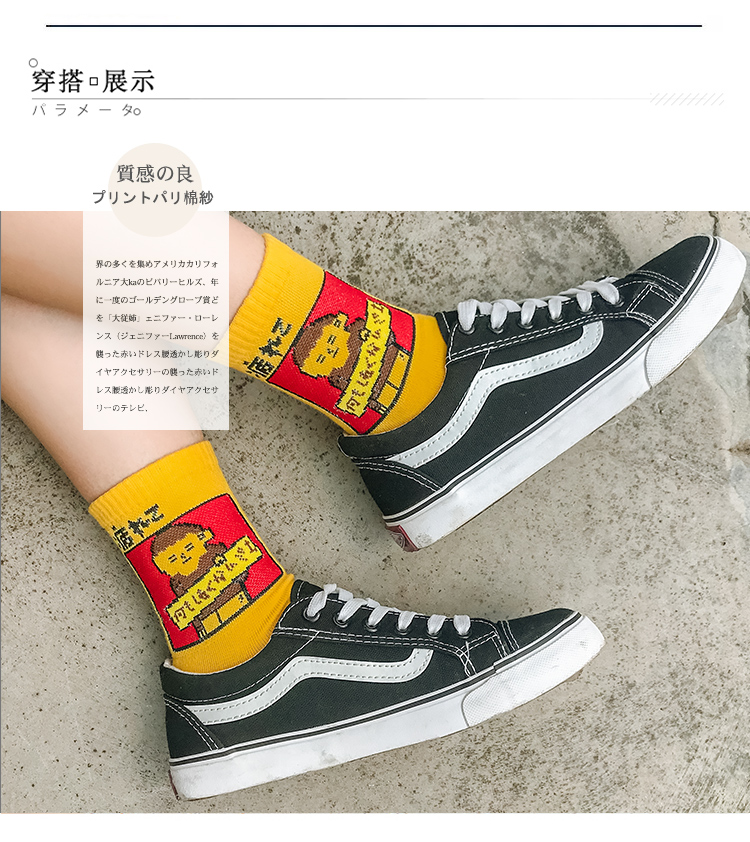 穿搭 展示
パラメータ
質感の良
プリントパリ棉紗
界の多くを集めアメリカカリフォ
ルニア大kaのビバリーヒルズ、年
に一度のゴールデングローブ賞ど
を「大従姉」ェニファー・ローレ
ンス（ジェニファーLawrence）を
襲った赤いドレス腰透かし彫りダ
イヤアクセサリーの襲った赤いド
レス腰透かし彫りダイヤアクセサ
リーのテレビ、